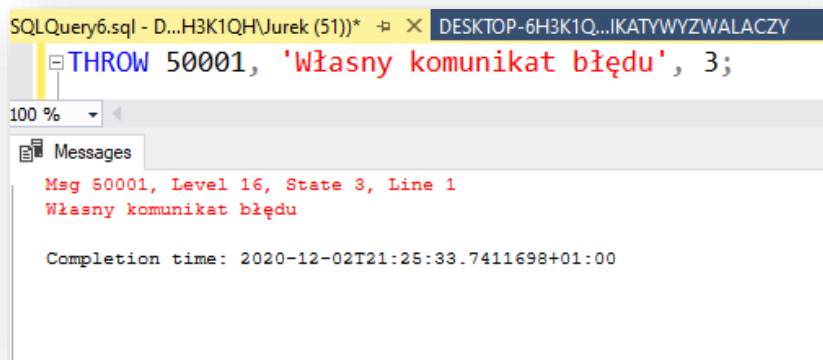 SQLQuery6.sql - D...H3K1QH\Jurek (51))* DESKTOP-6H3K1Q...IKATYWYZWALACZY
THROW 50001, 'Własny komunikat błędu', 3;
100 %
Messages
Msg 50001, Level 16, State 3, Line 1
Własny komunikat błędu
Completion time: 2020-12-02T21:25:33.7411698+01:00